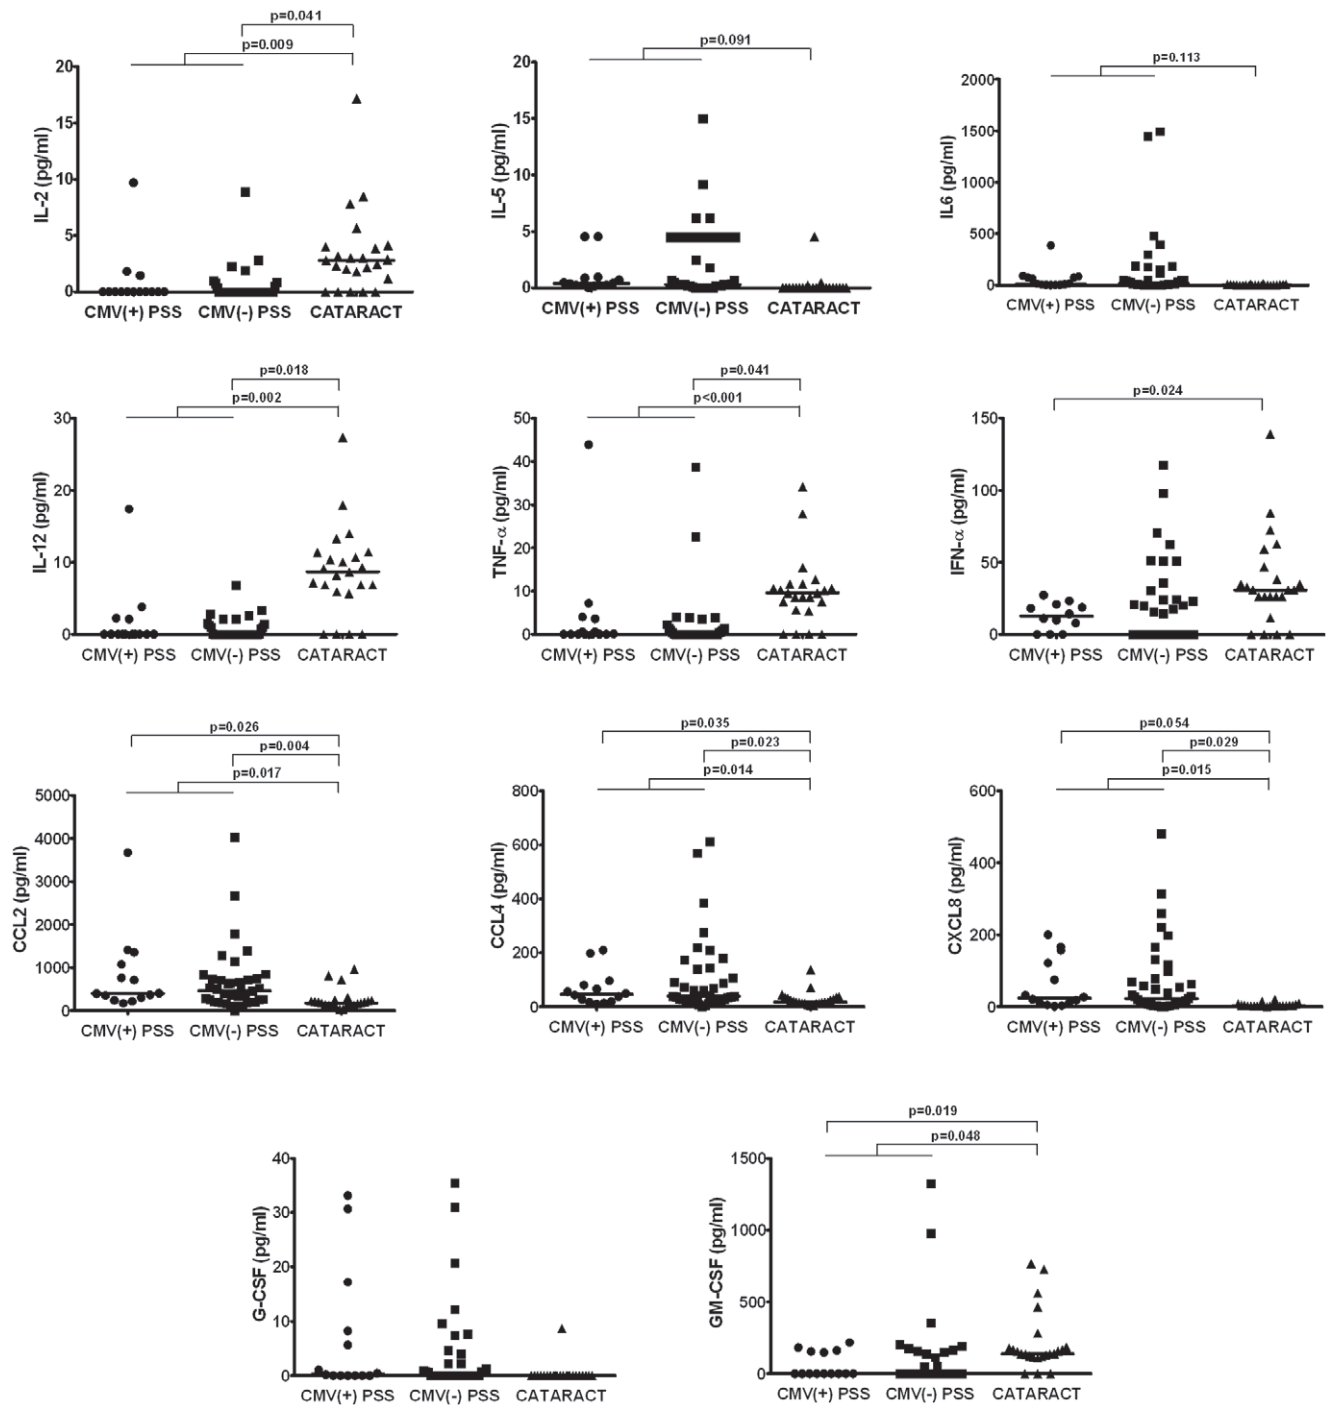 p=0.041
p=0.009
20
15
10
5
0
IL-2 (pg/ml)
CMV(+) PSS CMV(-) PSS CATARACT
p=0.091
20
15
10
5
0
IL-5 (pg/ml)
CMV(+) PSS CMV(-) PSS CATARACT
p=0.113
2000
1500
1000
500
0
IL6 (pg/ml)
CMV(+) PSS CMV(-) PSS CATARACT
p=0.018
p=0.002
30
20
10
0
IL-12 (pg/ml)
CMV(+) PSS CMV(-) PSS CATARACT
p=0.041
p<0.001
50
40
30
20
10
0
TNF-α (pg/ml)
CMV(+) PSS CMV(-) PSS CATARACT
p=0.024
150
100
50
0
IFN-α (pg/ml)
CMV(+) PSS CMV(-) PSS CATARACT
p=0.026
p=0.004
p=0.017
5000
4000
3000
2000
1000
0
CCL2 (pg/ml)
CMV(+) PSS CMV(-) PSS CATARACT
p=0.035
p=0.023
p=0.014
800
600
400
200
0
CCL4 (pg/ml)
CMV(+) PSS CMV(-) PSS CATARACT
p=0.054
p=0.029
p=0.015
600
400
200
0
CXCL8 (pg/ml)
CMV(+) PSS CMV(-) PSS CATARACT
40
30
20
10
0
G-CSF (pg/ml)
CMV(+) PSS CMV(-) PSS CATARACT
p=0.019
p=0.048
1500
1000
500
0
GM-CSF (pg/ml)
CMV(+) PSS CMV(-) PSS CATARACT